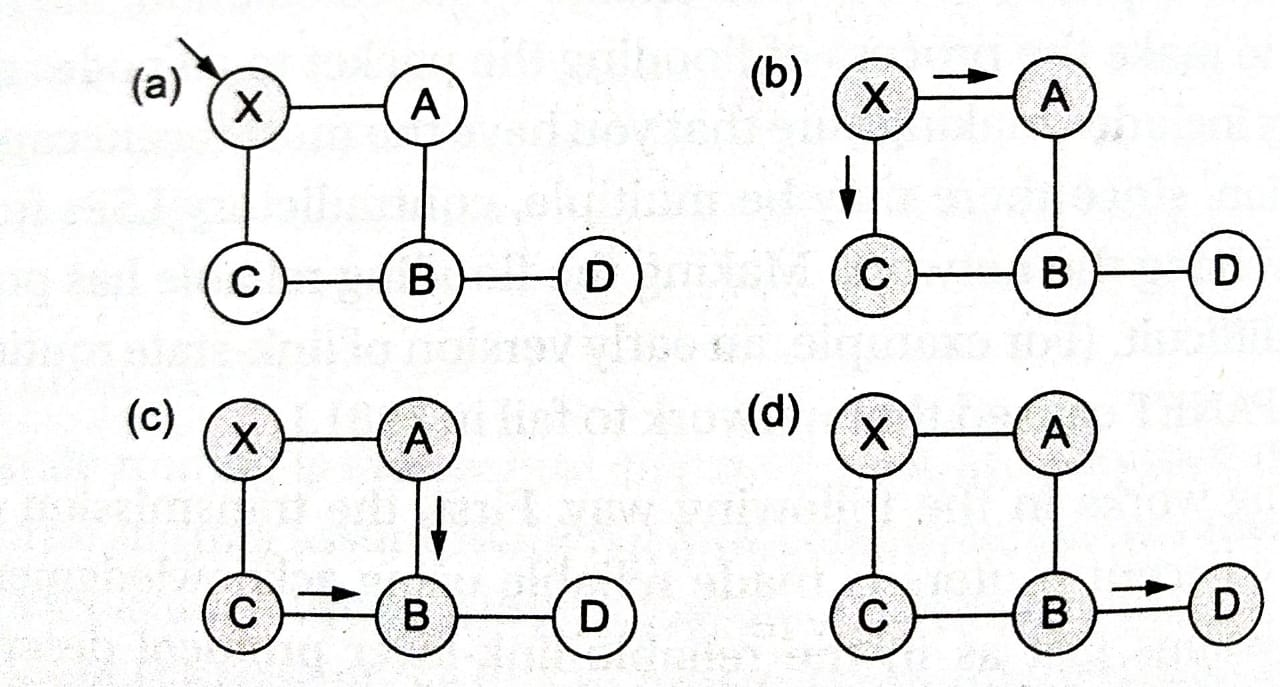 (a) X A
C B D
(b) X A
C B D
(c) X A
C B D
(d) X A
C B D